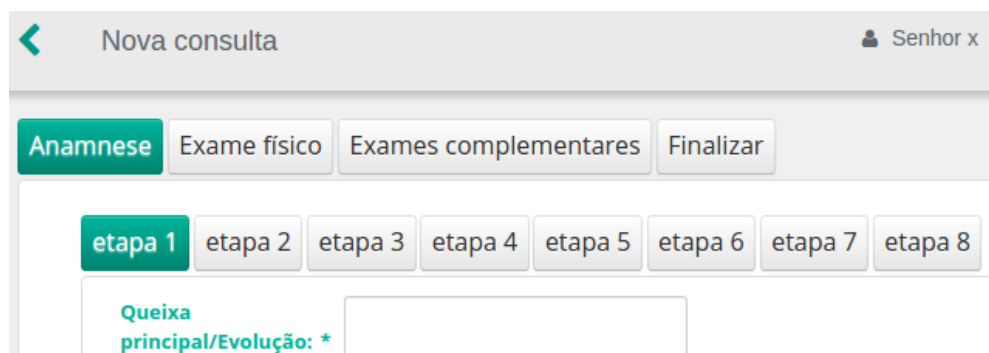 Nova consulta
Senhor x
Anamnese Exame físico Exames complementares Finalizar
etapa 1 etapa 2 etapa 3 etapa 4 etapa 5 etapa 6 etapa 7 etapa 8
Queixa
principal/Evolução: *